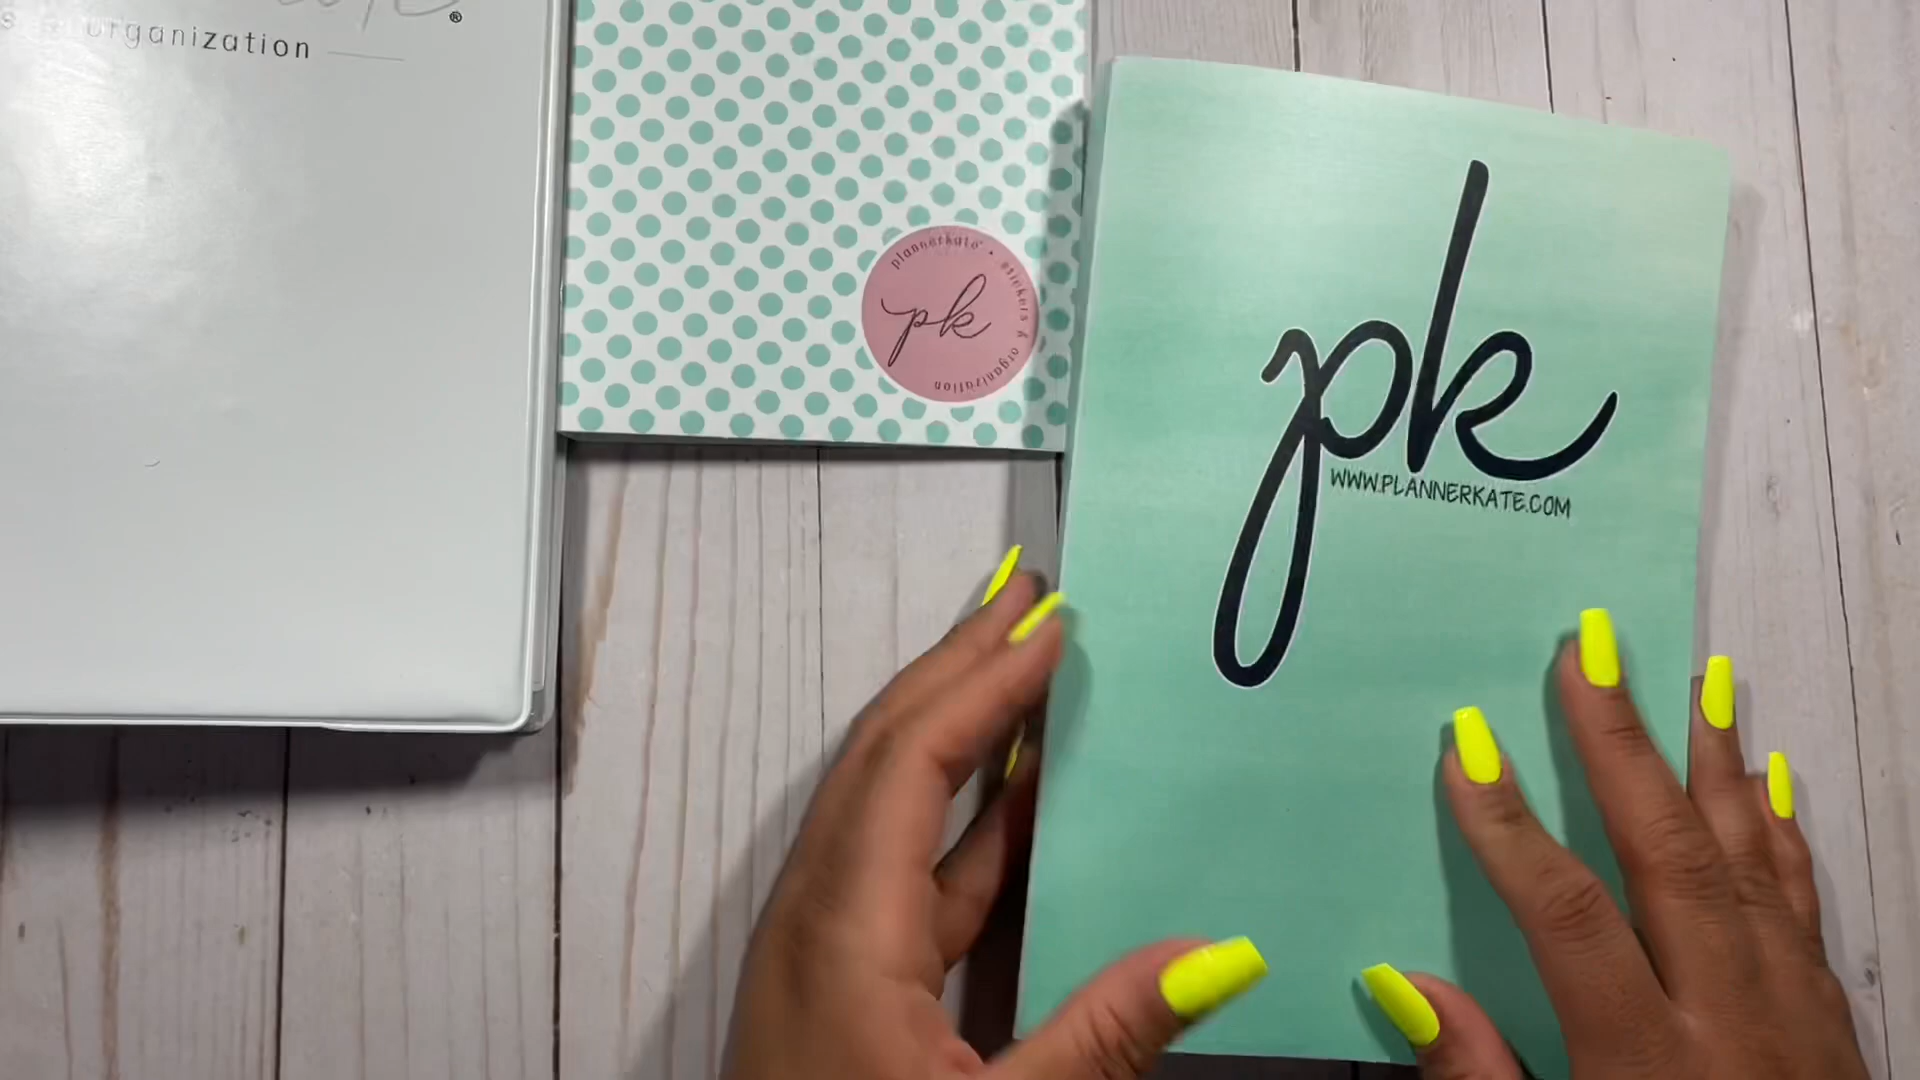 organization
®
plannerkate® • stickers & organization
pk
pk
WWW.PLANNERKATE.COM